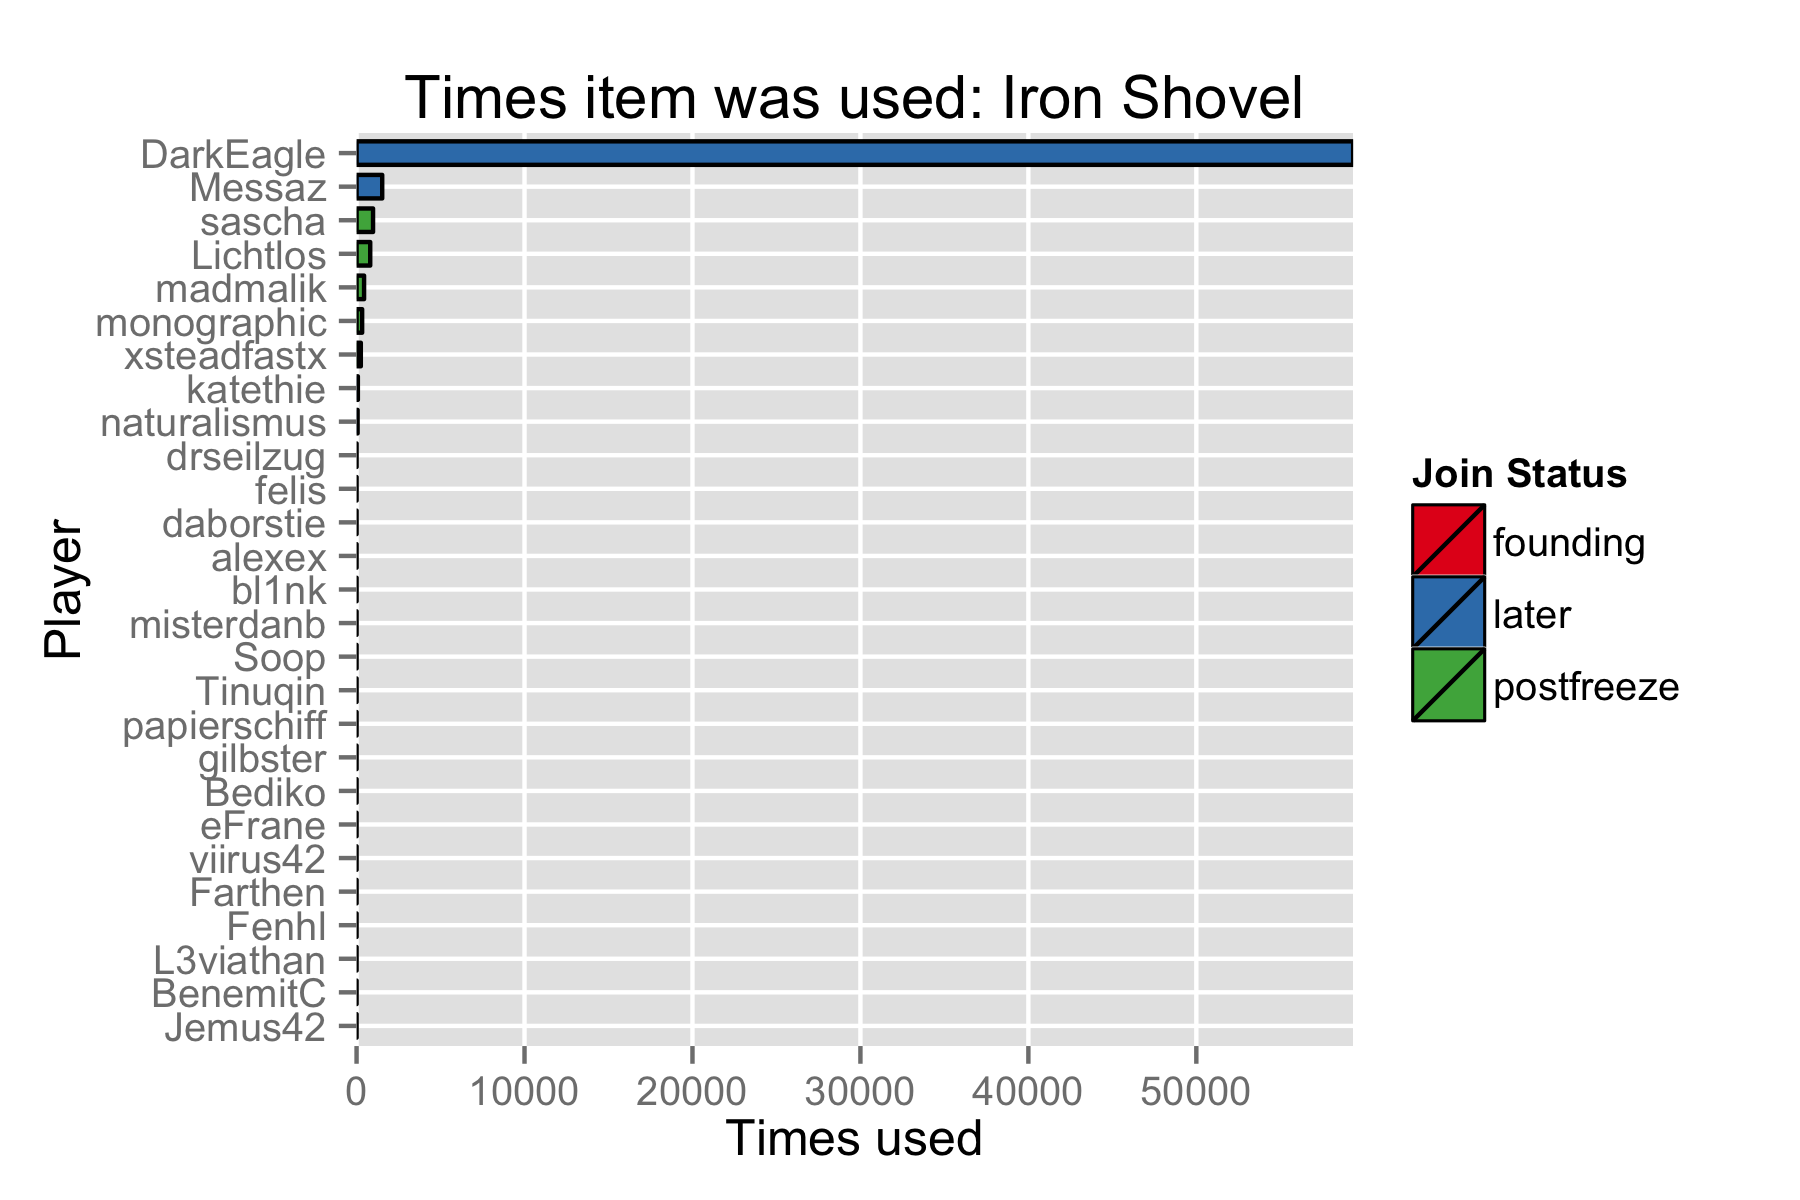 Times item was used: Iron Shovel
DarkEagle
Messaz
sascha
Lichtlos
madmalik
monographic
xsteadfastx
katethie
naturalismus
drseilzug
felis
daborstie
alexex
bl1nk
misterdanb
Soop
Tinuqin
papierschiff
gilbster
Bediko
eFrane
viirus42
Farthen
Fenhl
L3viathan
BenemitC
Jemus42
Player
0 10000 20000 30000 40000 50000
Times used
Join Status
founding
later
postfreeze